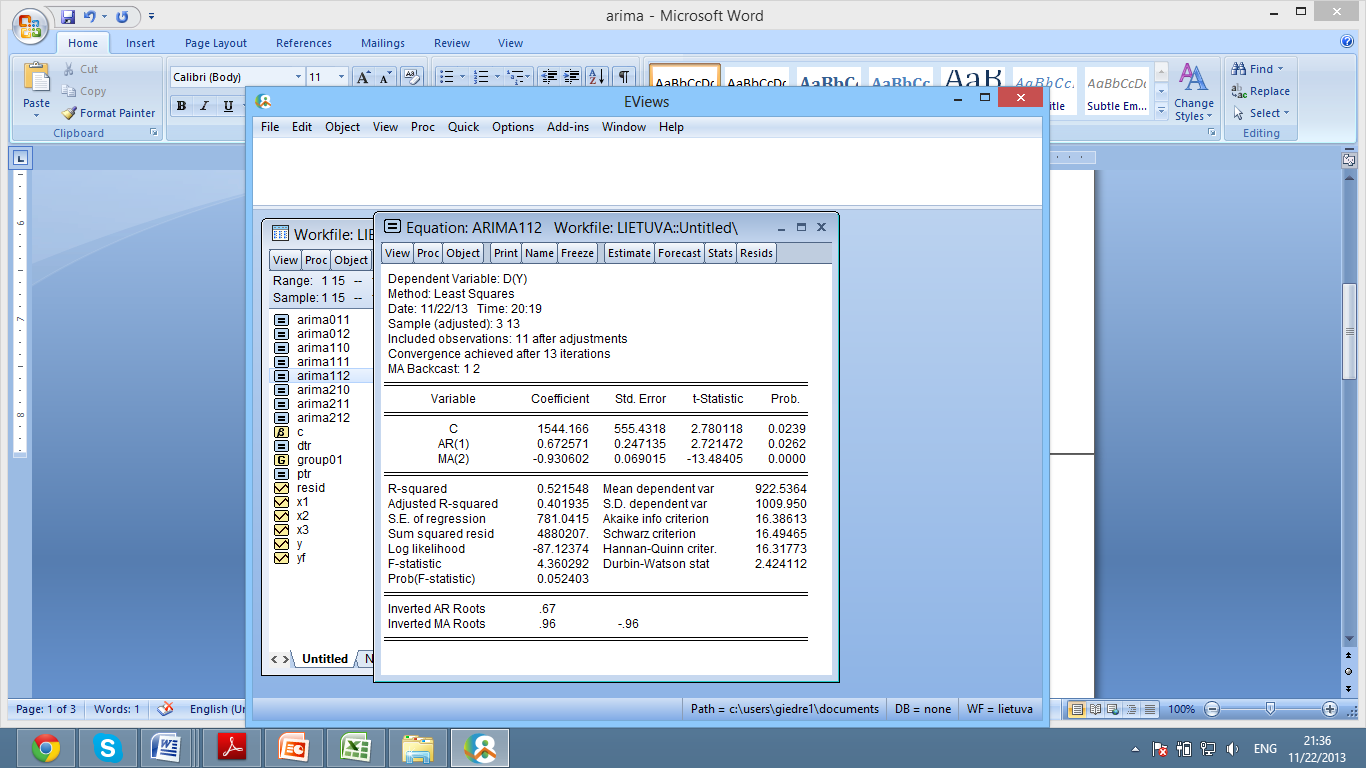 arima - Microsoft Word
Home Insert Page Layout References Mailings Review View
Paste
Cut
Copy
Format Painter
Clipboard
Calibri (Body) 11
B I U
AaBbCcDc AaBbCcDc AaBbC AaBbCc AaB AaBbCc. AaBbCcDc
Subtle Em...
Change Styles
Find
Replace
Select
Editing
EViews
File Edit Object View Proc Quick Options Add-ins Window Help
Workfile: LIE
View Proc Object
Range: 1 15 --
Sample: 1 15 --
arima011
arima012
arima110
arima111
arima112
arima210
arima211
arima212
c
dtr
group01
ptr
resid
x1
x2
x3
y
yf
Untitled N
Equation: ARIMA112 Workfile: LIETUVA::Untitled\
View Proc Object Print Name Freeze Estimate Forecast Stats Resids
Dependent Variable: D(Y)
Method: Least Squares
Date: 11/22/13 Time: 20:19
Sample (adjusted): 3 13
Included observations: 11 after adjustments
Convergence achieved after 13 iterations
MA Backcast: 1 2
Variable Coefficient Std. Error t-Statistic Prob.
C 1544.166 555.4318 2.780118 0.0239
AR(1) 0.672571 0.247135 2.721472 0.0262
MA(2) -0.930602 0.069015 -13.48405 0.0000
R-squared 0.521548 Mean dependent var 922.5364
Adjusted R-squared 0.401935 S.D. dependent var 1009.950
S.E. of regression 781.0415 Akaike info criterion 16.38613
Sum squared resid 4880207. Schwarz criterion 16.49465
Log likelihood -87.12374 Hannan-Quinn criter. 16.31773
F-statistic 4.360292 Durbin-Watson stat 2.424112
Prob(F-statistic) 0.052403
Inverted AR Roots .67
Inverted MA Roots .96 -.96
Path = c:\users\giedre1\documents DB = none WF = lietuva
Page: 1 of 3 Words: 1 English (Un 100%
ENG
21:36
11/22/2013